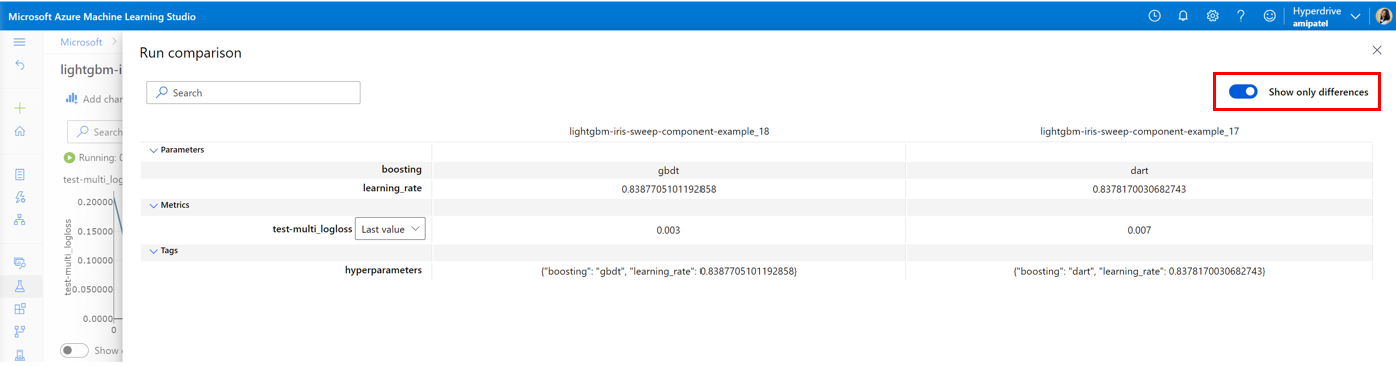 Microsoft Azure Machine Learning Studio
Hyperdrive
amipatel
Microsoft
Run comparison
lightgbm-i
Search
Show only differences
Add cha
Search
lightgbm-iris-sweep-component-example_18 lightgbm-iris-sweep-component-example_17
Parameters
Running: 0
boosting gbdt dart
test-multi_log
learning_rate 0.8387705101192858 0.8378170030682743
0.20000
Metrics
0.15000
test-multi_logloss Last value 0.003 0.007
Tags
0.10000
hyperparameters {"boosting": "gbdt", "learning_rate": 0.8387705101192858} {"boosting": "dart", "learning_rate": 0.8378170030682743}
0.050000
test-multi_logloss
0.0000
0
Show